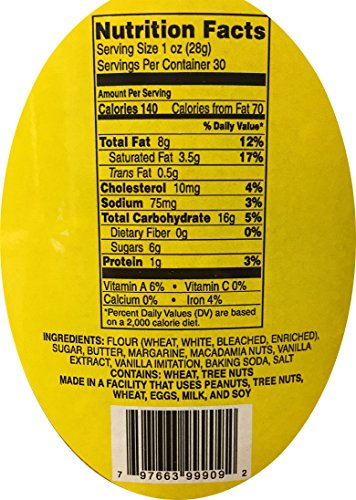 Nutrition Facts
Serving Size 1 oz (28g)
Servings Per Container 30
Amount Per Serving
Calories 140 Calories from Fat 70
% Daily Value*
Total Fat 8g 12%
Saturated Fat 3.5g 17%
Trans Fat 0.5g
Cholesterol 10mg 4%
Sodium 75mg 3%
Total Carbohydrate 16g 5%
Dietary Fiber 0g 0%
Sugars 6g
Protein 1g 3%
Vitamin A 6% • Vitamin C 0%
Calcium 0% • Iron 4%
*Percent Daily Values (DV) are based
on a 2,000 calorie diet.
INGREDIENTS: FLOUR (WHEAT, WHITE, BLEACHED, ENRICHED),
SUGAR, BUTTER, MARGARINE, MACADAMIA NUTS, VANILLA
EXTRACT, VANILLA IMITATION, BAKING SODA, SALT
CONTAINS: WHEAT, TREE NUTS
MADE IN A FACILITY THAT USES PEANUTS, TREE NUTS,
WHEAT, EGGS, MILK, AND SOY
7 97663 99909 2